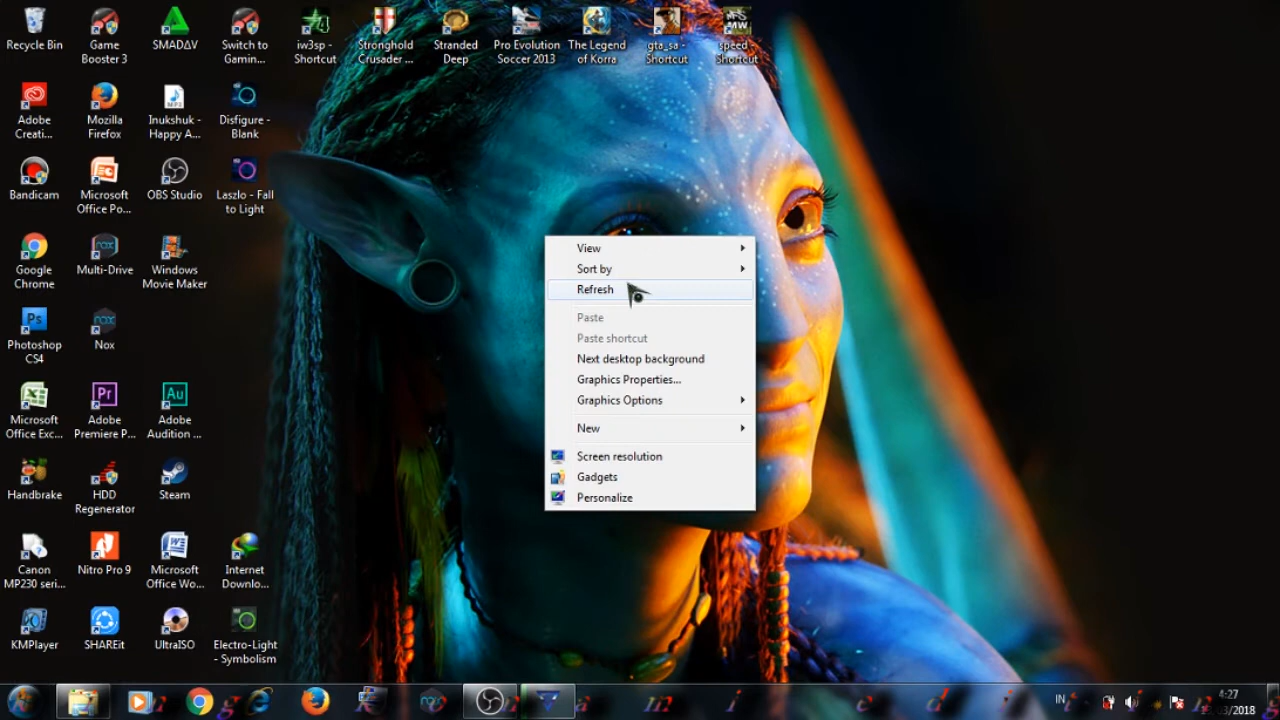 Recycle Bin
Game
Booster 3
SMADΔV
Switch to
Gamin...
iw3sp -
Shortcut
Stronghold
Crusader ...
Stranded
Deep
Pro Evolution
Soccer 2013
The Legend
of Korra
gta_sa -
Shortcut
speed -
Shortcut
Adobe
Creati...
Mozilla
Firefox
Inukshuk -
Happy A...
Disfigure -
Blank
Bandicam
Microsoft
Office Po...
OBS Studio
Laszlo - Fall
to Light
Google
Chrome
Multi-Drive
Windows
Movie Maker
Photoshop
CS4
Nox
Microsoft
Office Exc...
Adobe
Premiere P...
Adobe
Audition ...
Handbrake
HDD
Regenerator
Steam
Canon
MP230 seri...
Nitro Pro 9
Microsoft
Office Wo...
Internet
Downlo...
KMPlayer
SHAREit
UltraISO
Electro-Light
- Symbolism
View
Sort by
Refresh
Paste
Paste shortcut
Next desktop background
Graphics Properties...
Graphics Options
New
Screen resolution
Gadgets
Personalize
IN
4:27
/03/2018